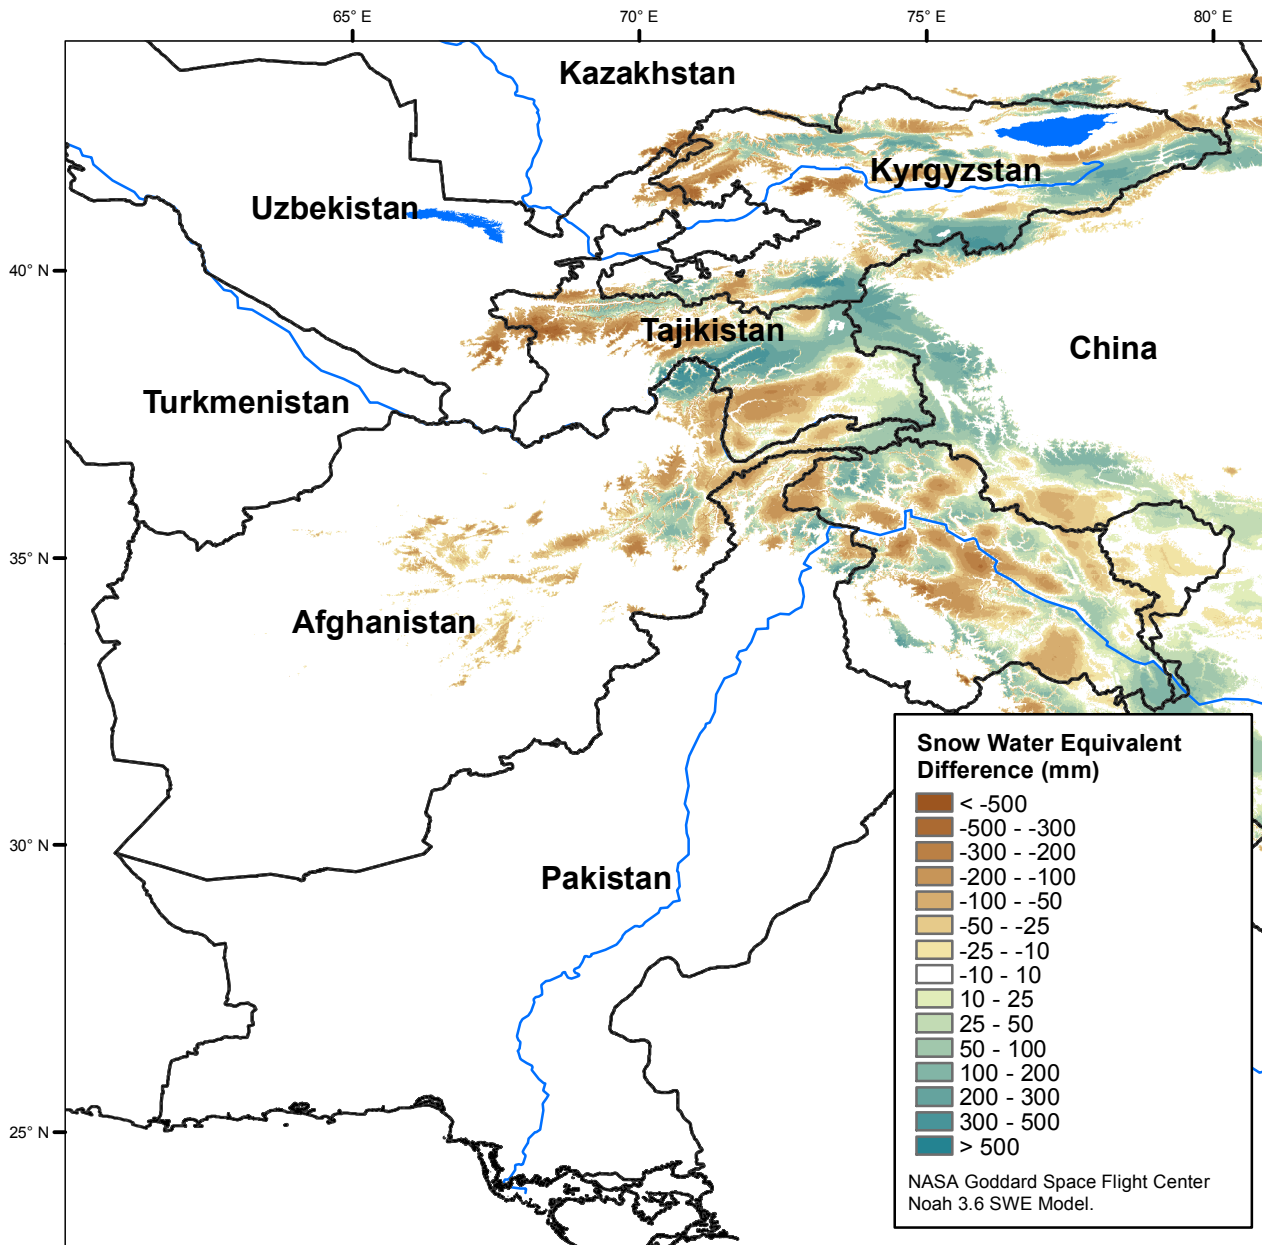 65° E
70° E
75° E
80° E
Kazakhstan
Kyrgyzstan
Uzbekistan
40° N
Tajikistan
China
Turkmenistan
35° N
Afghanistan
Snow Water Equivalent
Difference (mm)
< -500
-500 - -300
-300 - -200
-200 - -100
-100 - -50
-50 - -25
-25 - -10
-10 - 10
10 - 25
25 - 50
50 - 100
100 - 200
200 - 300
300 - 500
> 500
NASA Goddard Space Flight Center
Noah 3.6 SWE Model.
30° N
Pakistan
25° N